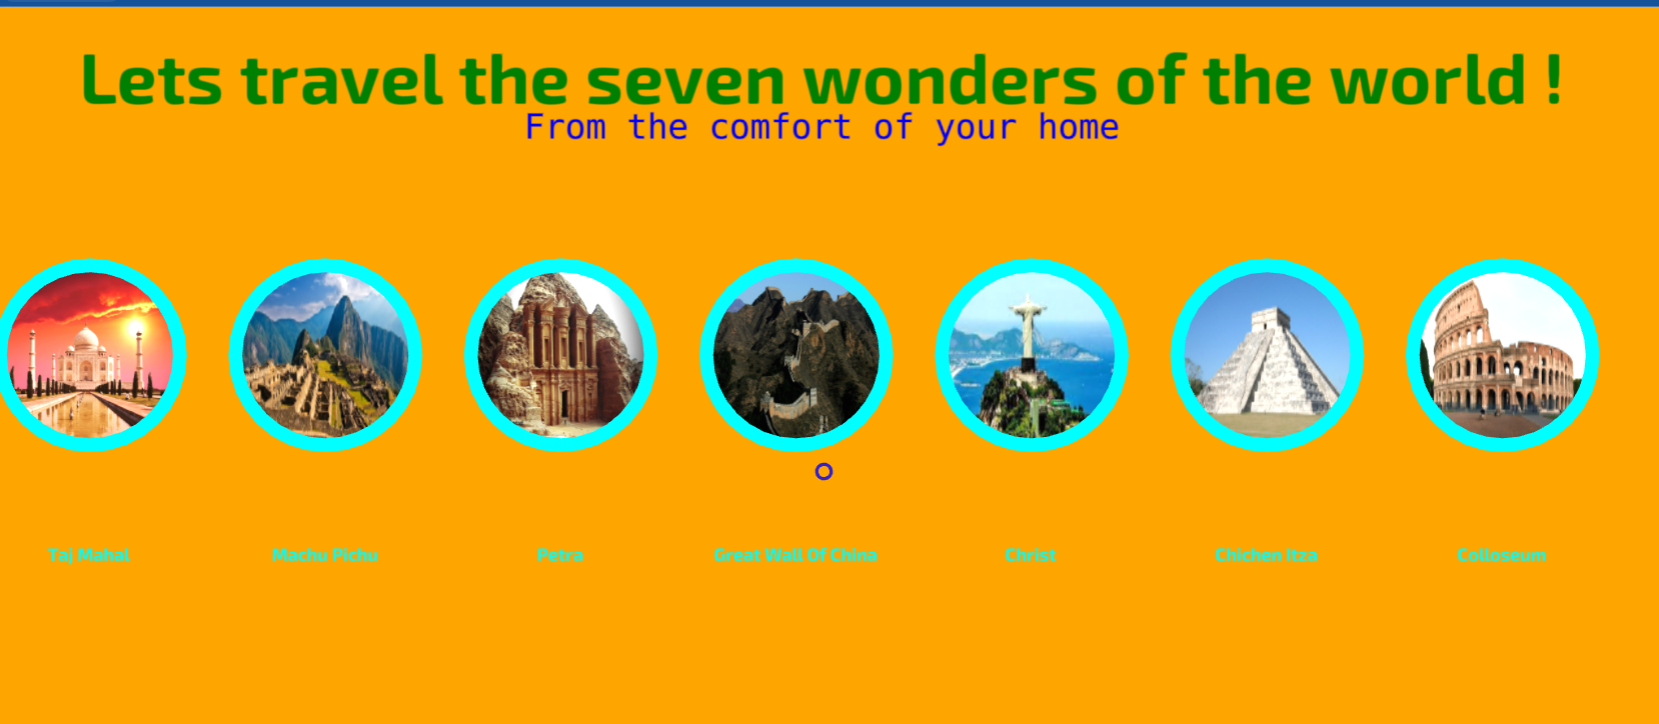 Lets travel the seven wonders of the world !
From the comfort of your home
Taj Mahal
Machu Pichu
Petra
Great Wall Of China
Christ
Chichen Itza
Colloseum